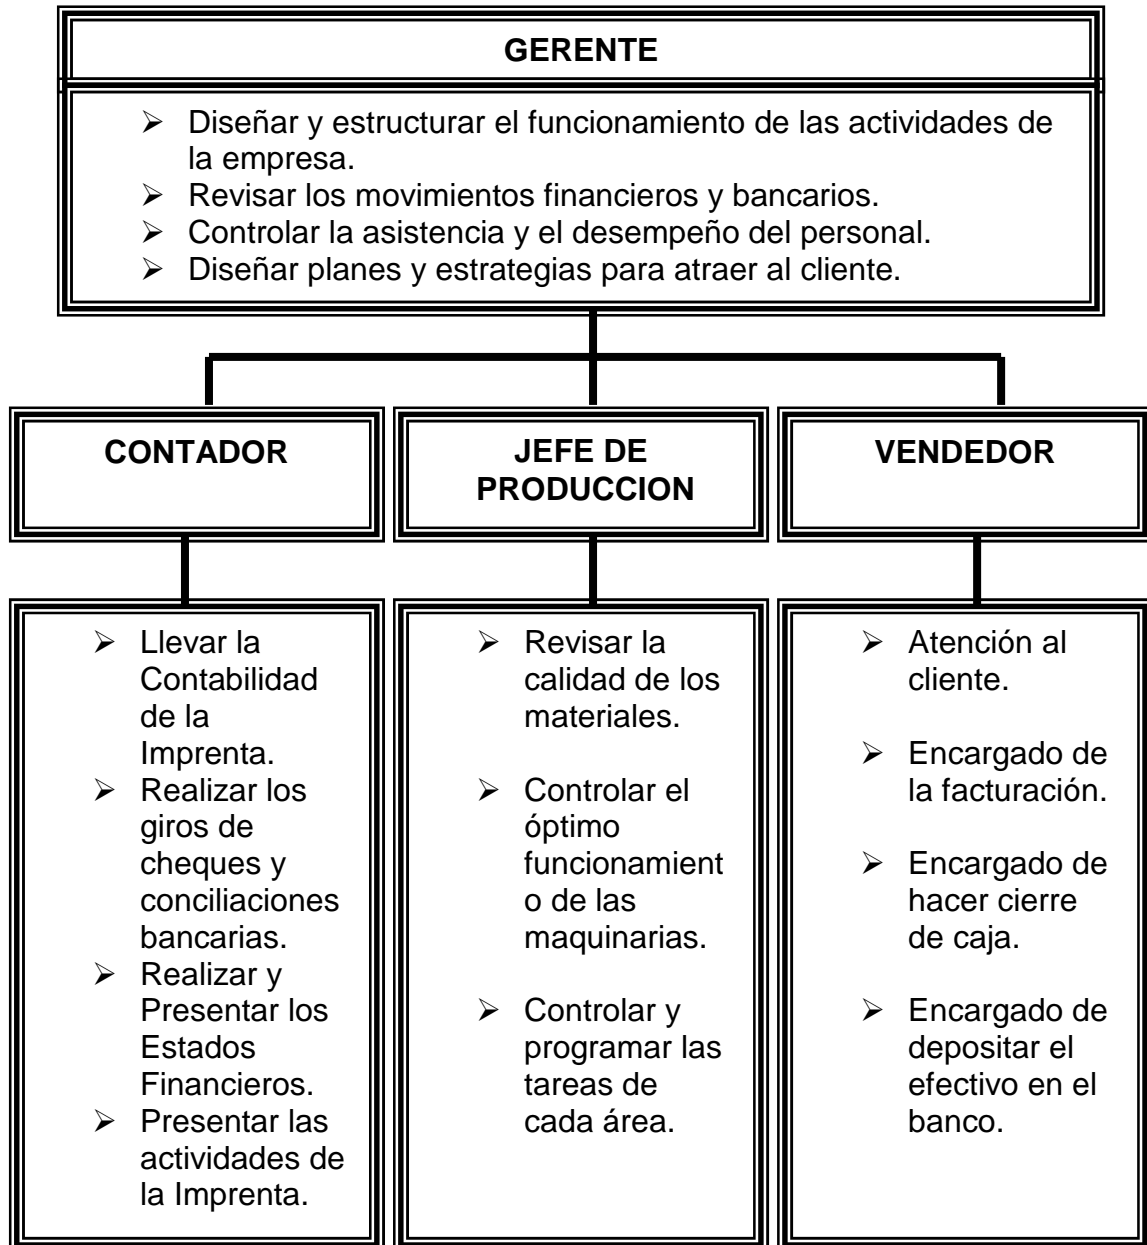 GERENTE
➢ Diseñar y estructurar el funcionamiento de las actividades de
la empresa.
➢ Revisar los movimientos financieros y bancarios.
➢ Controlar la asistencia y el desempeño del personal.
➢ Diseñar planes y estrategias para atraer al cliente.
CONTADOR
JEFE DE
PRODUCCION
VENDEDOR
➢ Llevar la
Contabilidad
de la
Imprenta.
➢ Realizar los
giros de
cheques y
conciliaciones
bancarias.
➢ Realizar y
Presentar los
Estados
Financieros.
➢ Presentar las
actividades de
la Imprenta.
➢ Revisar la
calidad de los
materiales.
➢ Controlar el
óptimo
funcionamient
o de las
maquinarias.
➢ Controlar y
programar las
tareas de
cada área.
➢ Atención al
cliente.
➢ Encargado de
la facturación.
➢ Encargado de
hacer cierre
de caja.
➢ Encargado de
depositar el
efectivo en el
banco.